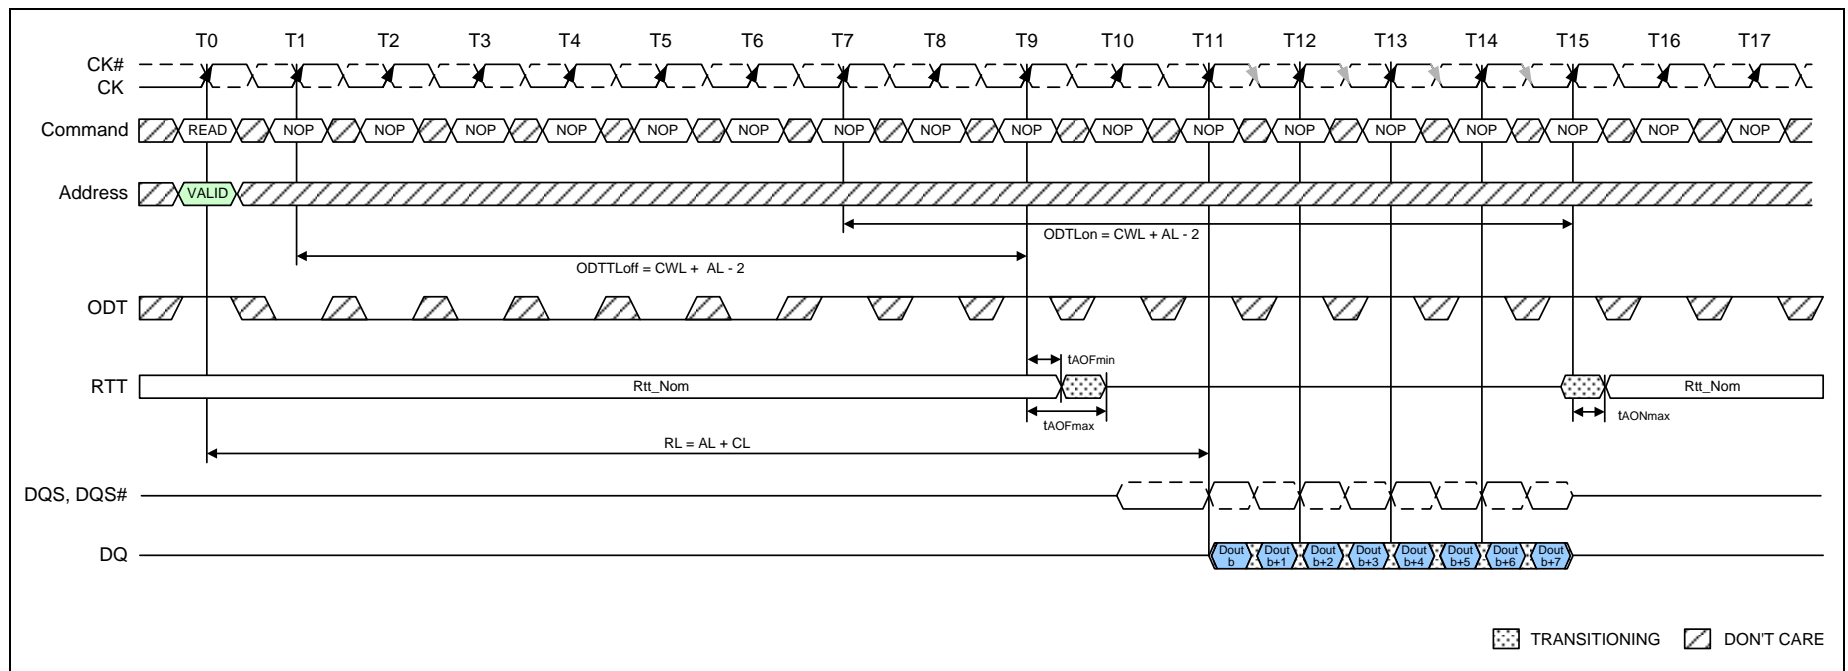 T0 T1 T2 T3 T4 T5 T6 T7 T8 T9 T10 T11 T12 T13 T14 T15 T16 T17
CK#
CK
Command READ NOP NOP NOP NOP NOP NOP NOP NOP NOP NOP NOP NOP NOP NOP NOP NOP NOP
Address VALID
ODTLon = CWL + AL - 2
ODTTLoff = CWL + AL - 2
ODT
tAOFmin
RTT Rtt_Nom Rtt_Nom
tAOFmax tAONmax
RL = AL + CL
DQS, DQS#
DQ Dout b Dout b+1 Dout b+2 Dout b+3 Dout b+4 Dout b+5 Dout b+6 Dout b+7
TRANSITIONING DON'T CARE